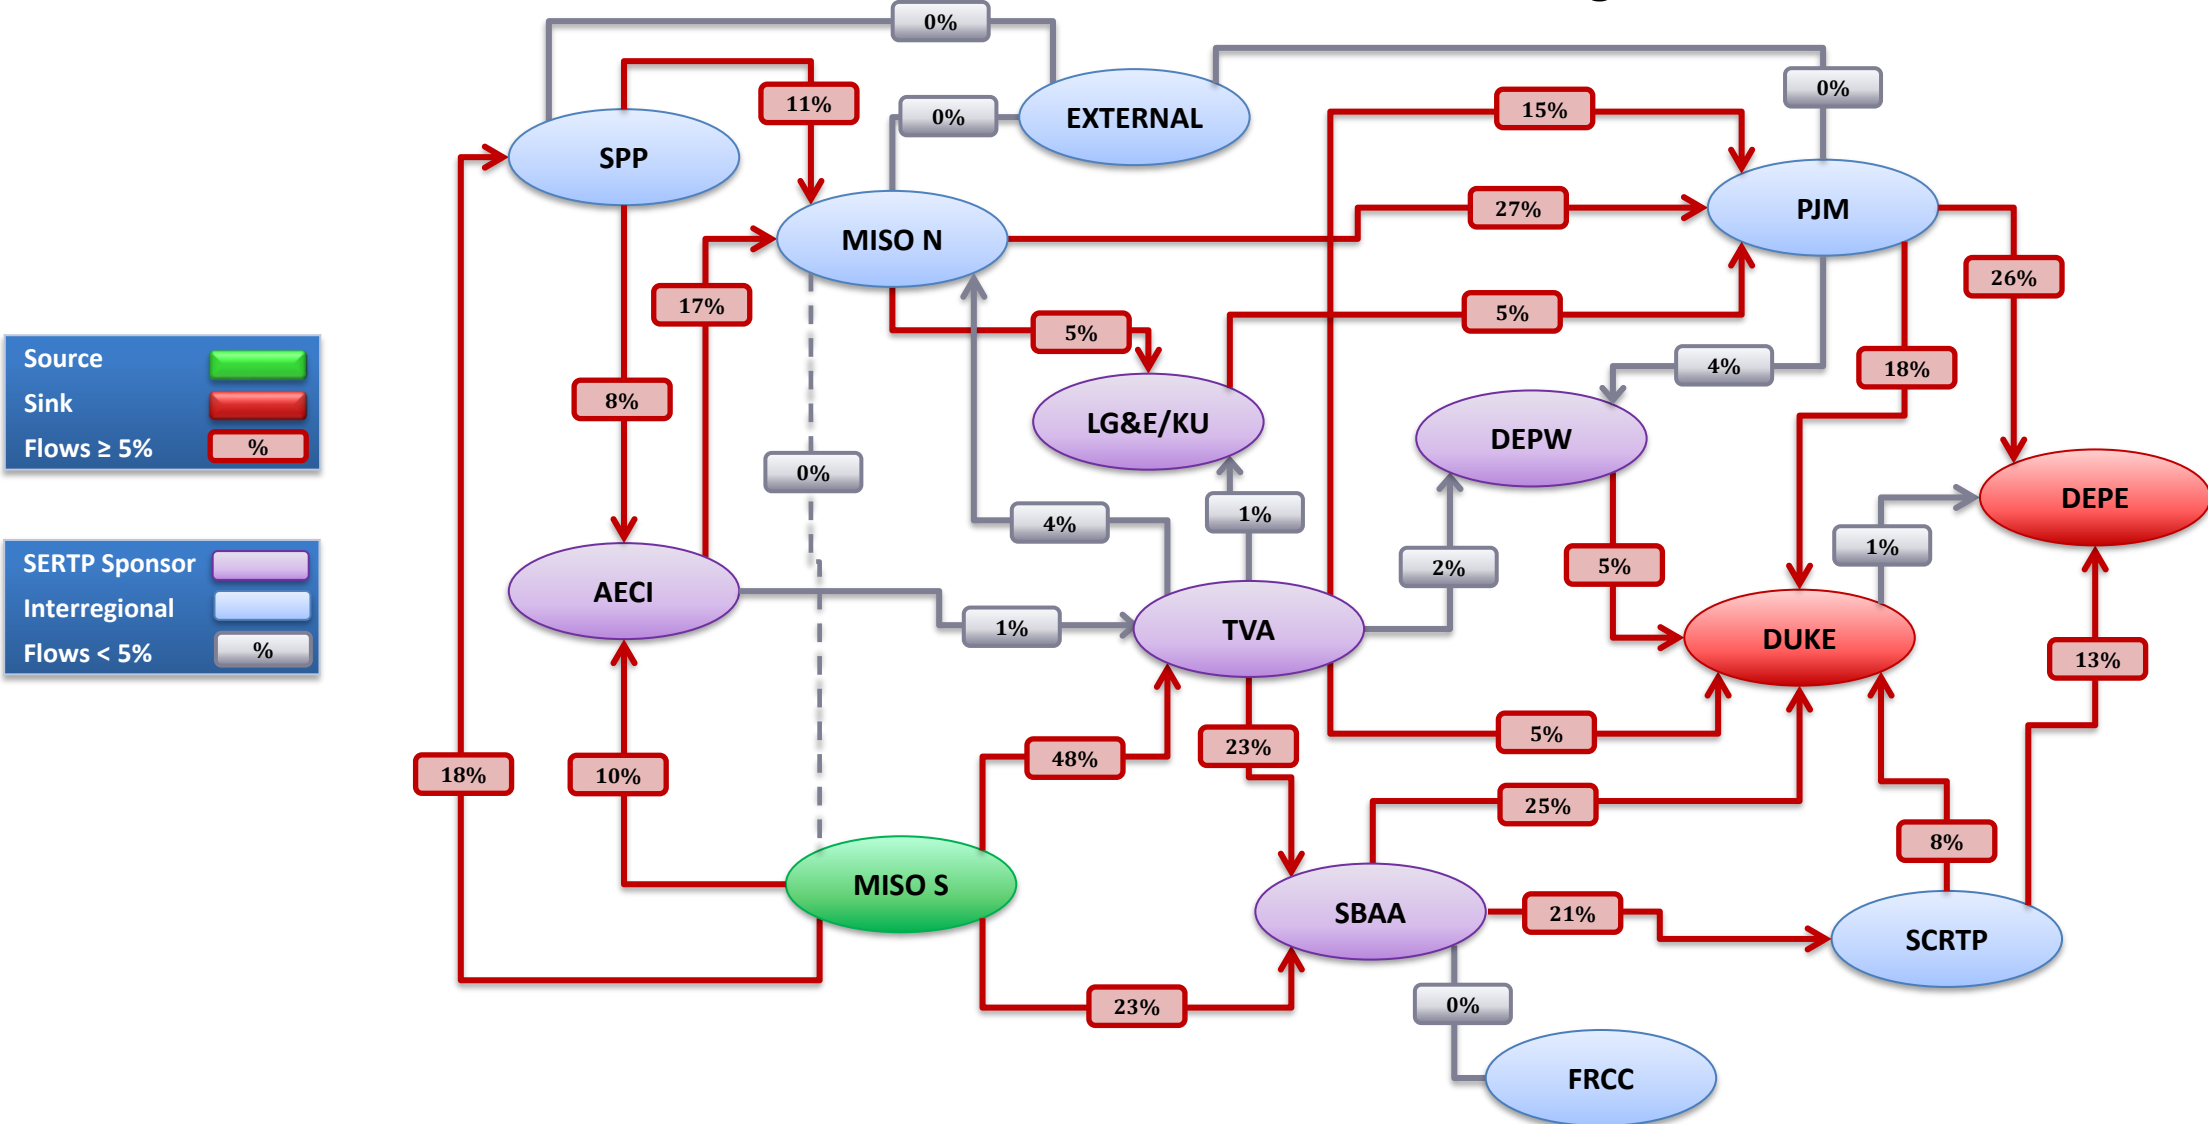 0%
0%
11%
EXTERNAL
0%
15%
SPP
27%
PJM
MISO N
26%
17%
5%
5%
Source
Sink
Flows ≥ 5%
%
4%
18%
8%
LG&E/KU
DEPW
0%
DEPE
4%
1%
1%
SERTP Sponsor
Interregional
Flows < 5%
%
2%
5%
AECI
1%
TVA
DUKE
13%
5%
23%
48%
18%
10%
25%
8%
MISO S
SBAA
21%
SCRTP
23%
0%
FRCC